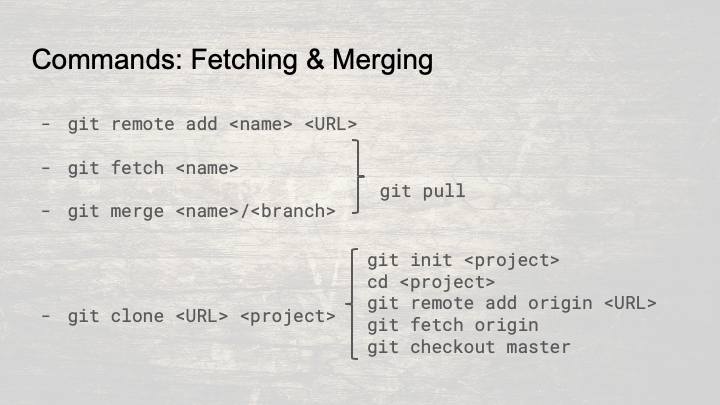 Commands: Fetching & Merging
- git remote add <name> <URL>
- git fetch <name>
- git merge <name>/<branch>
git pull
- git clone <URL> <project>
git init <project>
cd <project>
git remote add origin <URL>
git fetch origin
git checkout master